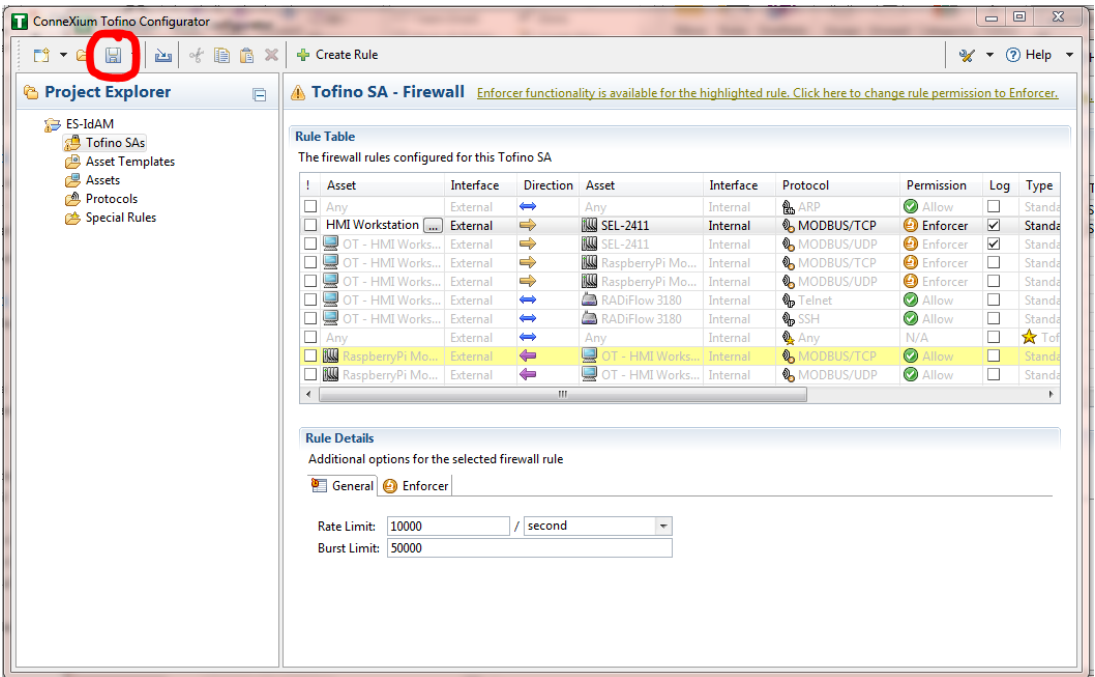 ConneXium Tofino Configurator
Create Rule Help
Project Explorer
ES-IdAM
Tofino SAs
Asset Templates
Assets
Protocols
Special Rules
Tofino SA - Firewall Enforcer functionality is available for the highlighted rule. Click here to change rule permission to Enforcer.
Rule Table
The firewall rules configured for this Tofino SA
! Asset Interface Direction Asset Interface Protocol Permission Log Type
Any External Any Internal ARP Allow Standa
HMI Workstation ... External SEL-2411 Internal MODBUS/TCP Enforcer Standa
OT - HMI Works... External SEL-2411 Internal MODBUS/UDP Enforcer Standa
OT - HMI Works... External RaspberryPi Mo... Internal MODBUS/TCP Enforcer Standa
OT - HMI Works... External RaspberryPi Mo... Internal MODBUS/UDP Enforcer Standa
OT - HMI Works... External RADiFlow 3180 Internal Telnet Allow Standa
OT - HMI Works... External RADiFlow 3180 Internal SSH Allow Standa
Any External Any Internal Any N/A Tof
RaspberryPi Mo... External OT - HMI Works... Internal MODBUS/TCP Allow Standa
RaspberryPi Mo... External OT - HMI Works... Internal MODBUS/UDP Allow Standa
Rule Details
Additional options for the selected firewall rule
General Enforcer
Rate Limit: 10000 / second
Burst Limit: 50000